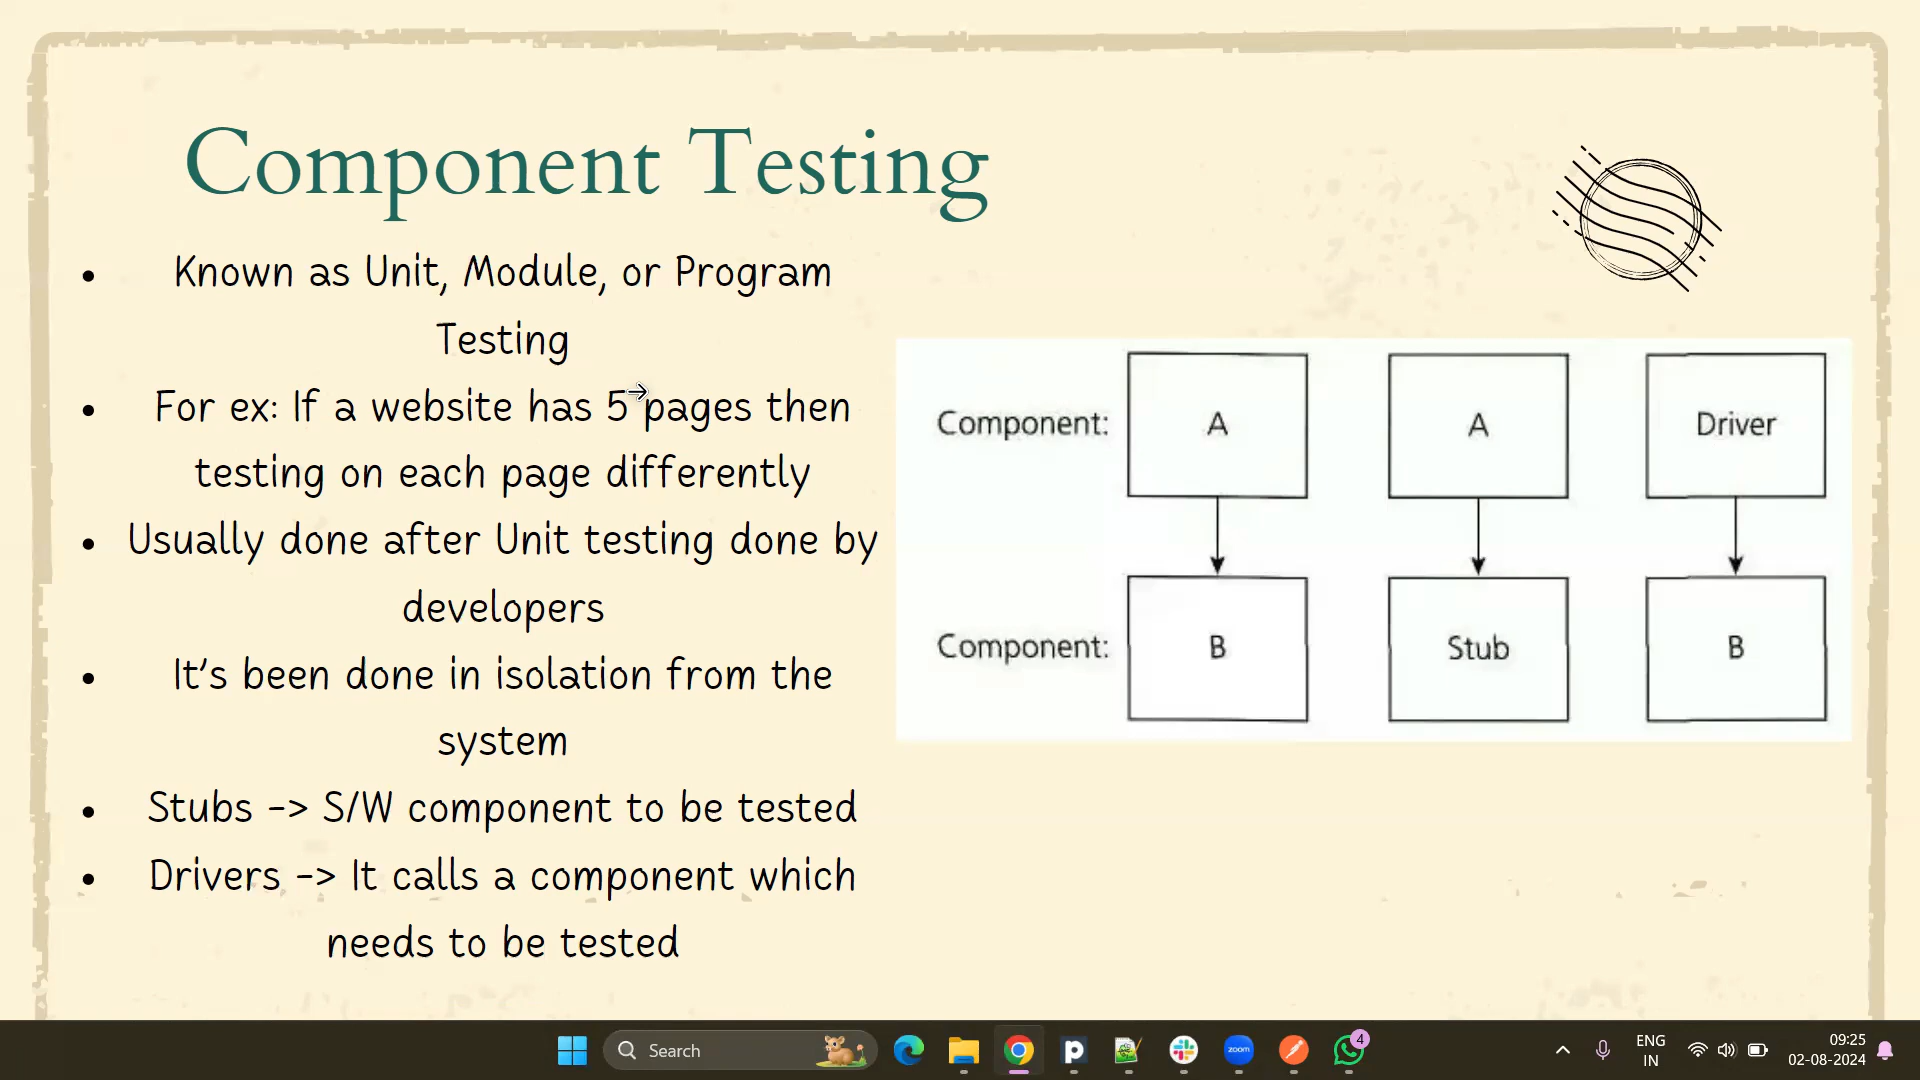 Component Testing
Known as Unit, Module, or Program
Testing
For ex: If a website has 5 pages then
testing on each page differently
Usually done after Unit testing done by
developers
It's been done in isolation from the
system
Stubs -> S/W component to be tested
Drivers -> It calls a component which
needs to be tested
Component: A A Driver
Component: B Stub B
Search
zoom
4
ENG
IN
09:25
02-08-2024